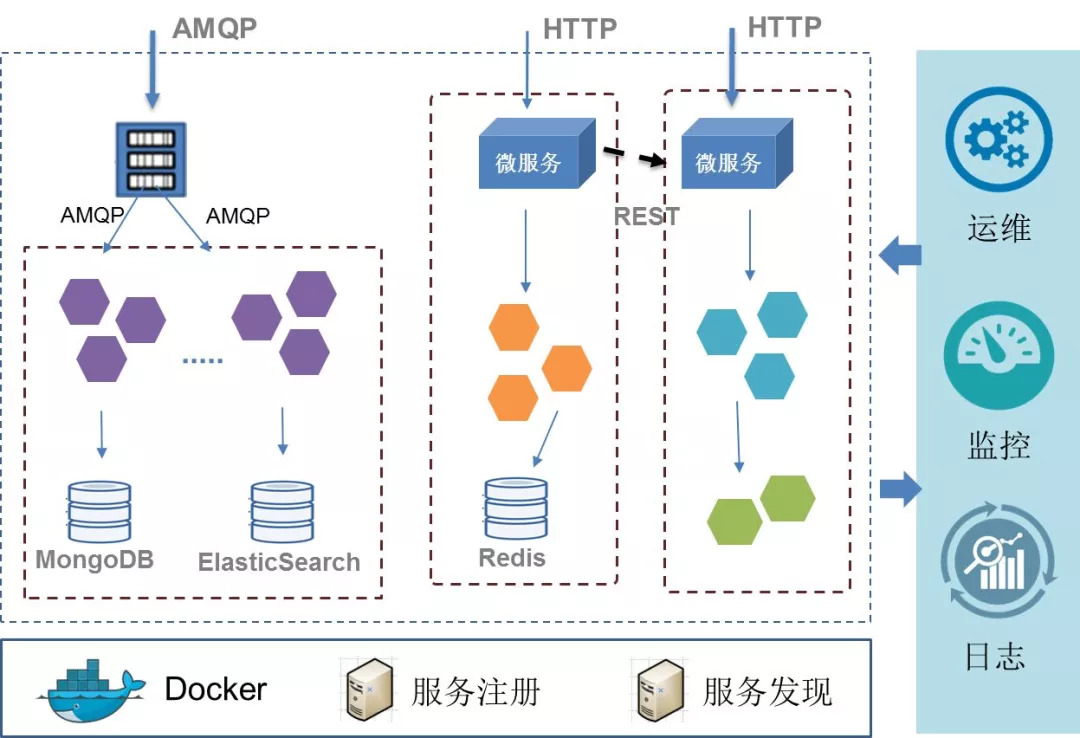 AMQP
HTTP
HTTP
微服务
微服务
AMQP
AMQP
REST
运维
监控
.....
MongoDB
ElasticSearch
Redis
日志
Docker
服务注册
服务发现